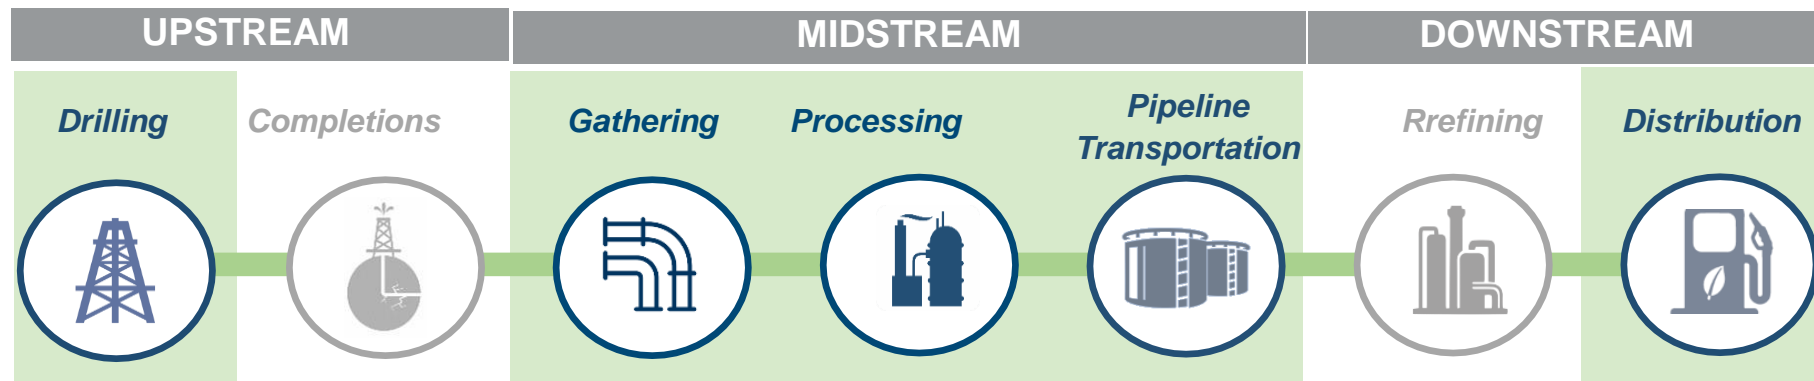 UPSTREAM
MIDSTREAM
DOWNSTREAM
Drilling
Completions
Gathering
Processing
Pipeline
Transportation
Rrefining
Distribution